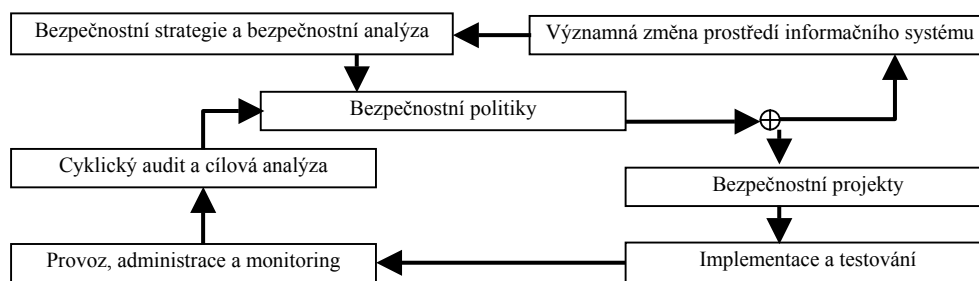 Bezpečnostní strategie a bezpečnostní analýza
Významná změna prostředí informačního systému
Bezpečnostní politiky
Cyklický audit a cílová analýza
Bezpečnostní projekty
Provoz, administrace a monitoring
Implementace a testování